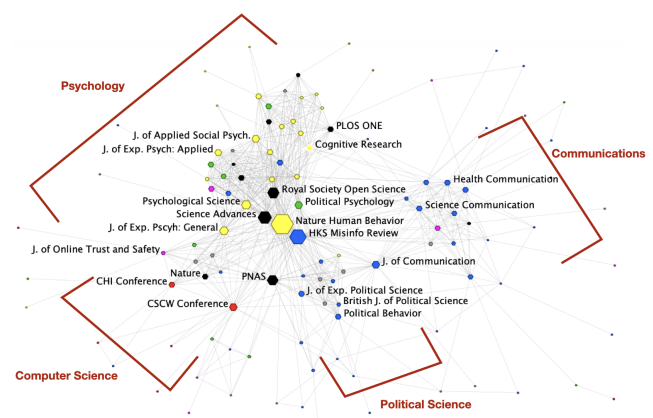 Psychology
PLOS ONE
J. of Applied Social Psych.
Cognitive Research
J. of Exp. Psych: Applied
Communications
Health Communication
Royal Society Open Science
Psychological Science
Political Psychology
Science Communication
Science Advances
Nature Human Behavior
J. of Exp. Pscyh: General
HKS Misinfo Review
J. of Online Trust and Safety
J. of Communication
Nature
PNAS
CHI Conference
J. of Exp. Political Science
CSCW Conference
British J. of Political Science
Political Behavior
Computer Science
Political Science